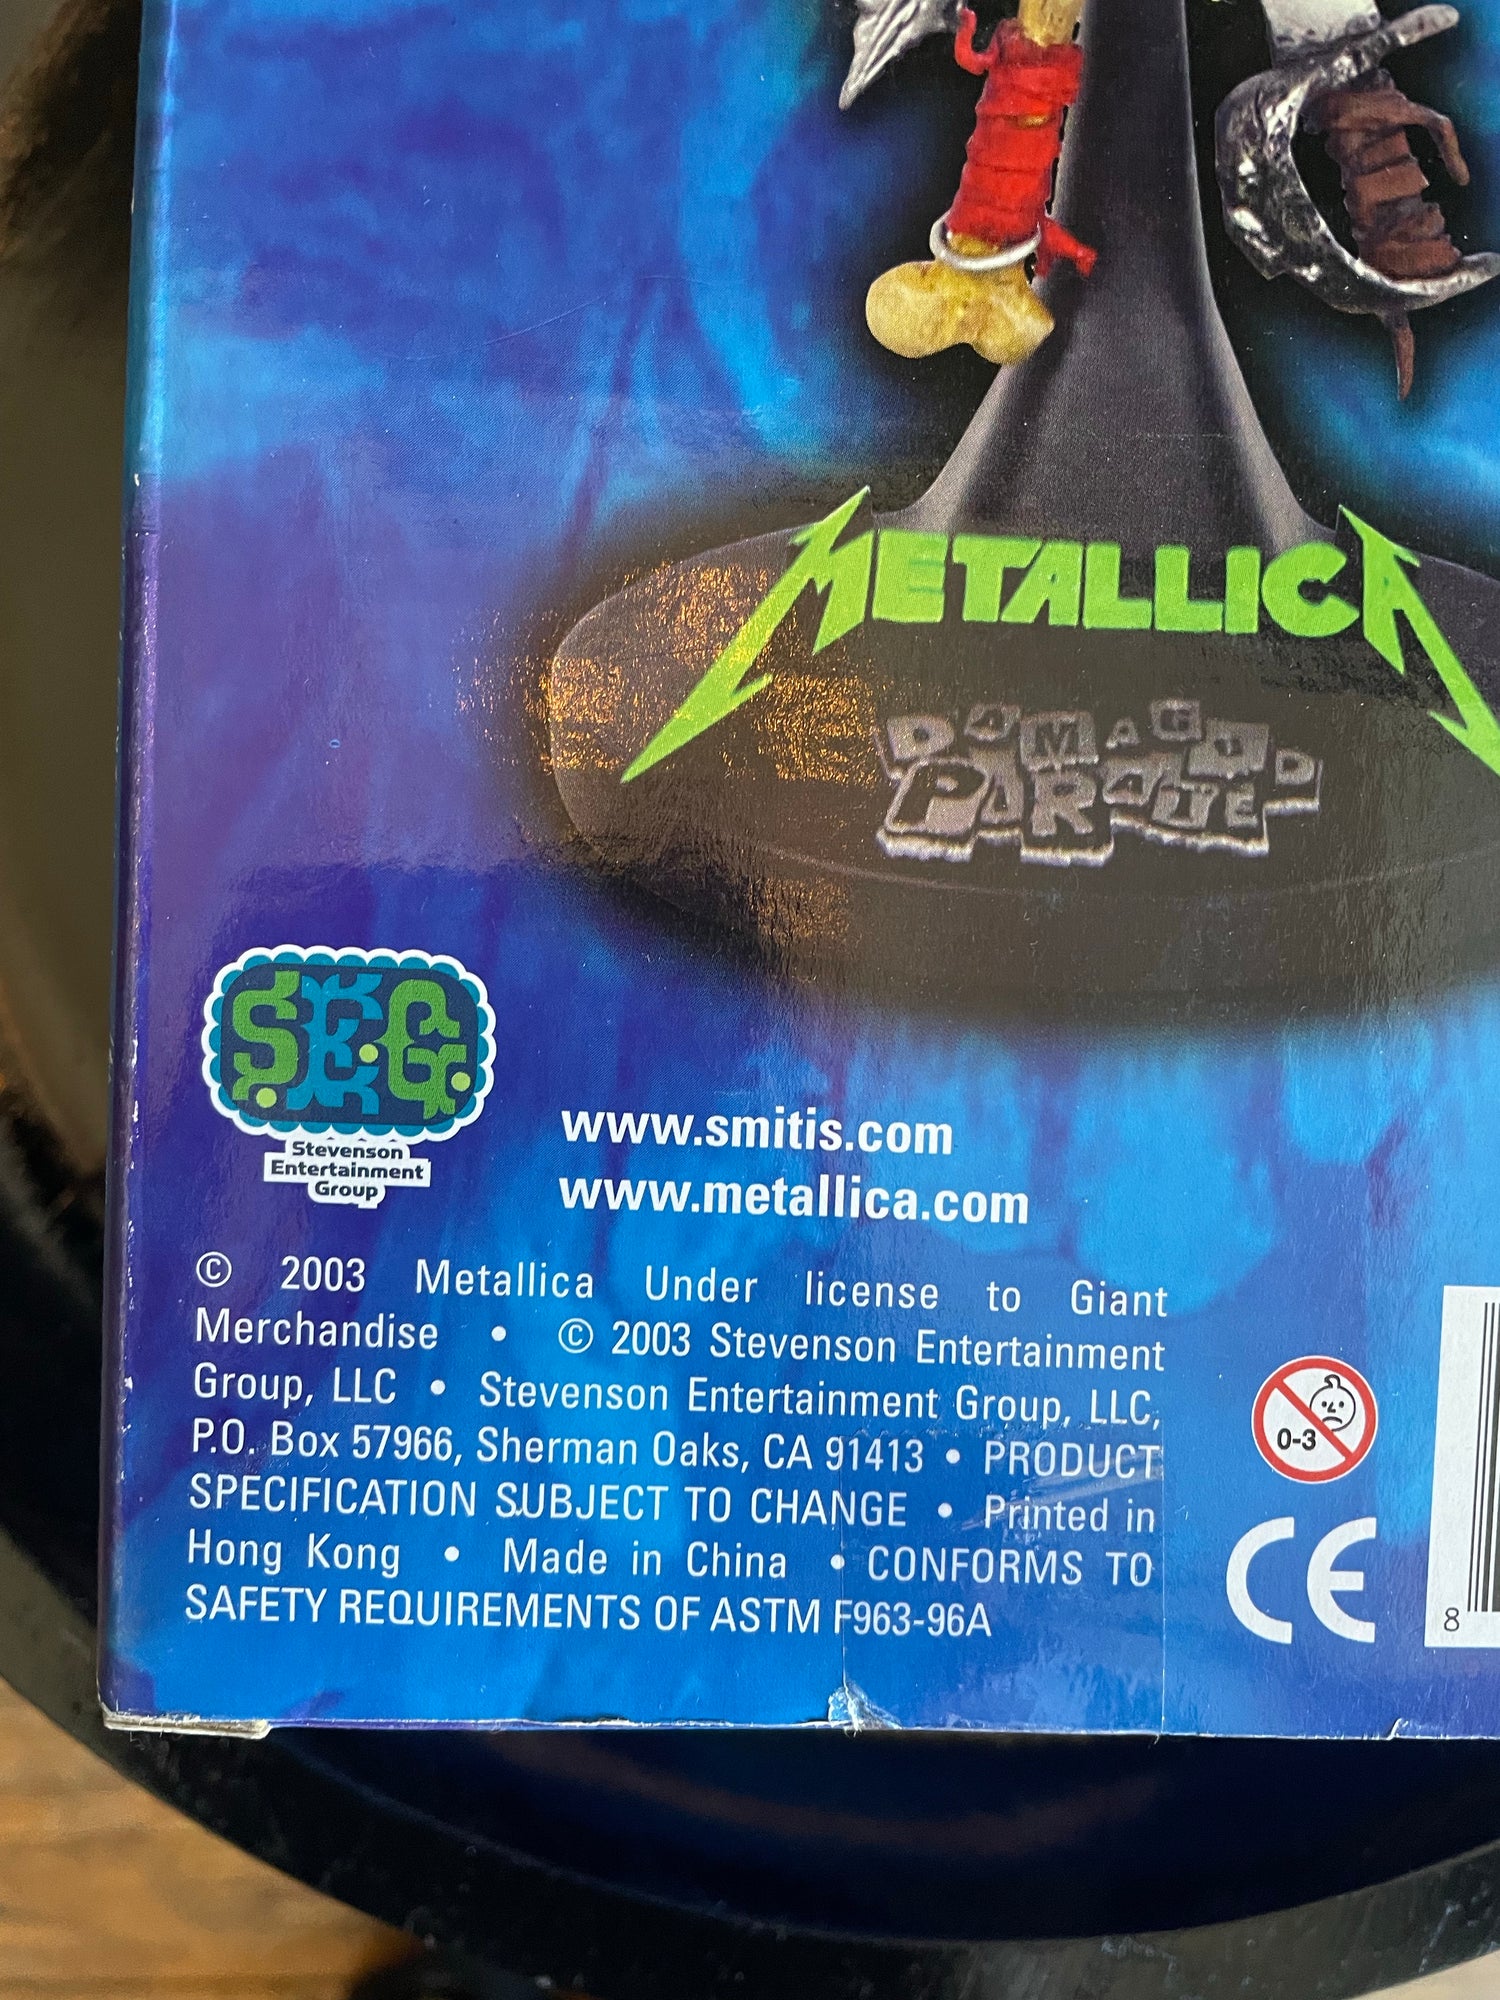 METALLICA
DAMAGED
PARADE
SEG
Stevenson
Entertainment
Group
www.smitis.com
www.metallica.com
© 2003 Metallica Under license to Giant
Merchandise • © 2003 Stevenson Entertainment
Group, LLC • Stevenson Entertainment Group, LLC,
P.O. Box 57966, Sherman Oaks, CA 91413 • PRODUCT
SPECIFICATION SUBJECT TO CHANGE • Printed in
Hong Kong • Made in China • CONFORMS TO
SAFETY REQUIREMENTS OF ASTM F963-96A
0-3
CE
8